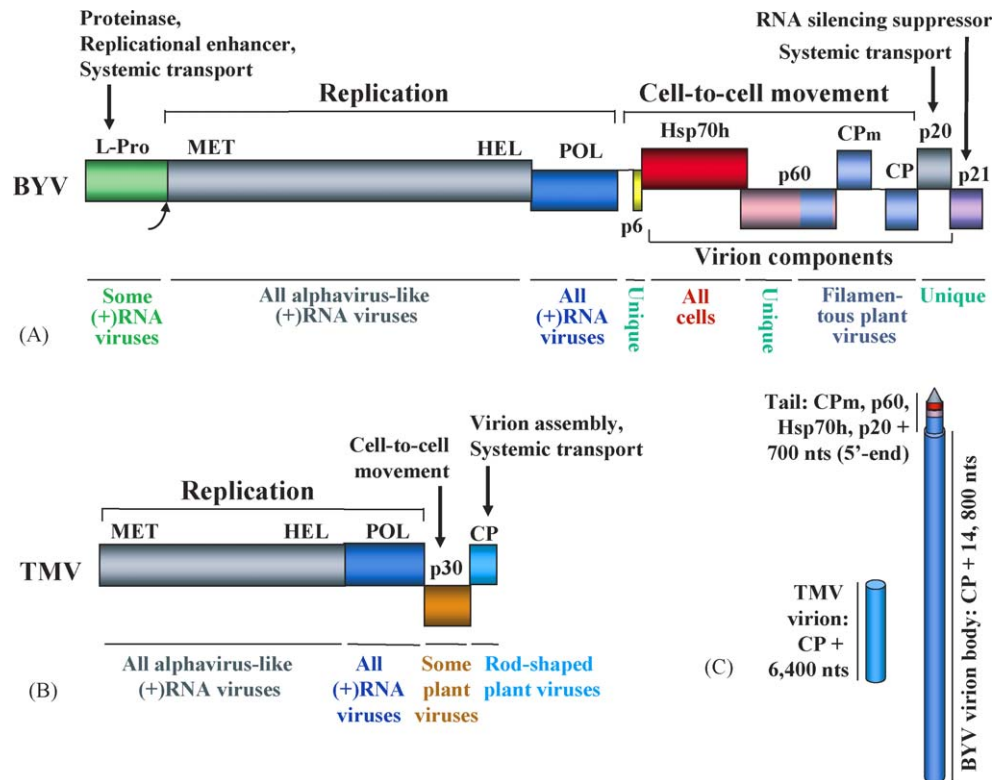 Proteinase,
Replicational enhancer,
Systemic transport
RNA silencing suppressor
Systemic transport
Replication
Cell-to-cell movement
L-Pro
MET
HEL
POL
Hsp70h
p60
CPm
CP
p20
p21
BYV
p6
Virion components
Some
(+)RNA
viruses
All alphavirus-like
(+)RNA viruses
All
(+)RNA
viruses
Unique
All
cells
Unique
Filamen-
tous plant
viruses
Unique
(A)
Cell-to-cell
movement
Virion assembly,
Systemic transport
Replication
MET
HEL
POL
p30
CP
TMV
All alphavirus-like
(+)RNA viruses
All
(+)RNA
viruses
Some
plant
viruses
Rod-shaped
plant viruses
(B)
Tail: CPm, p60,
Hsp70h, p20 +
700 nts (5’-end)
TMV
virion:
CP +
6,400 nts
BYV virion body: CP + 14, 800 nts
(C)